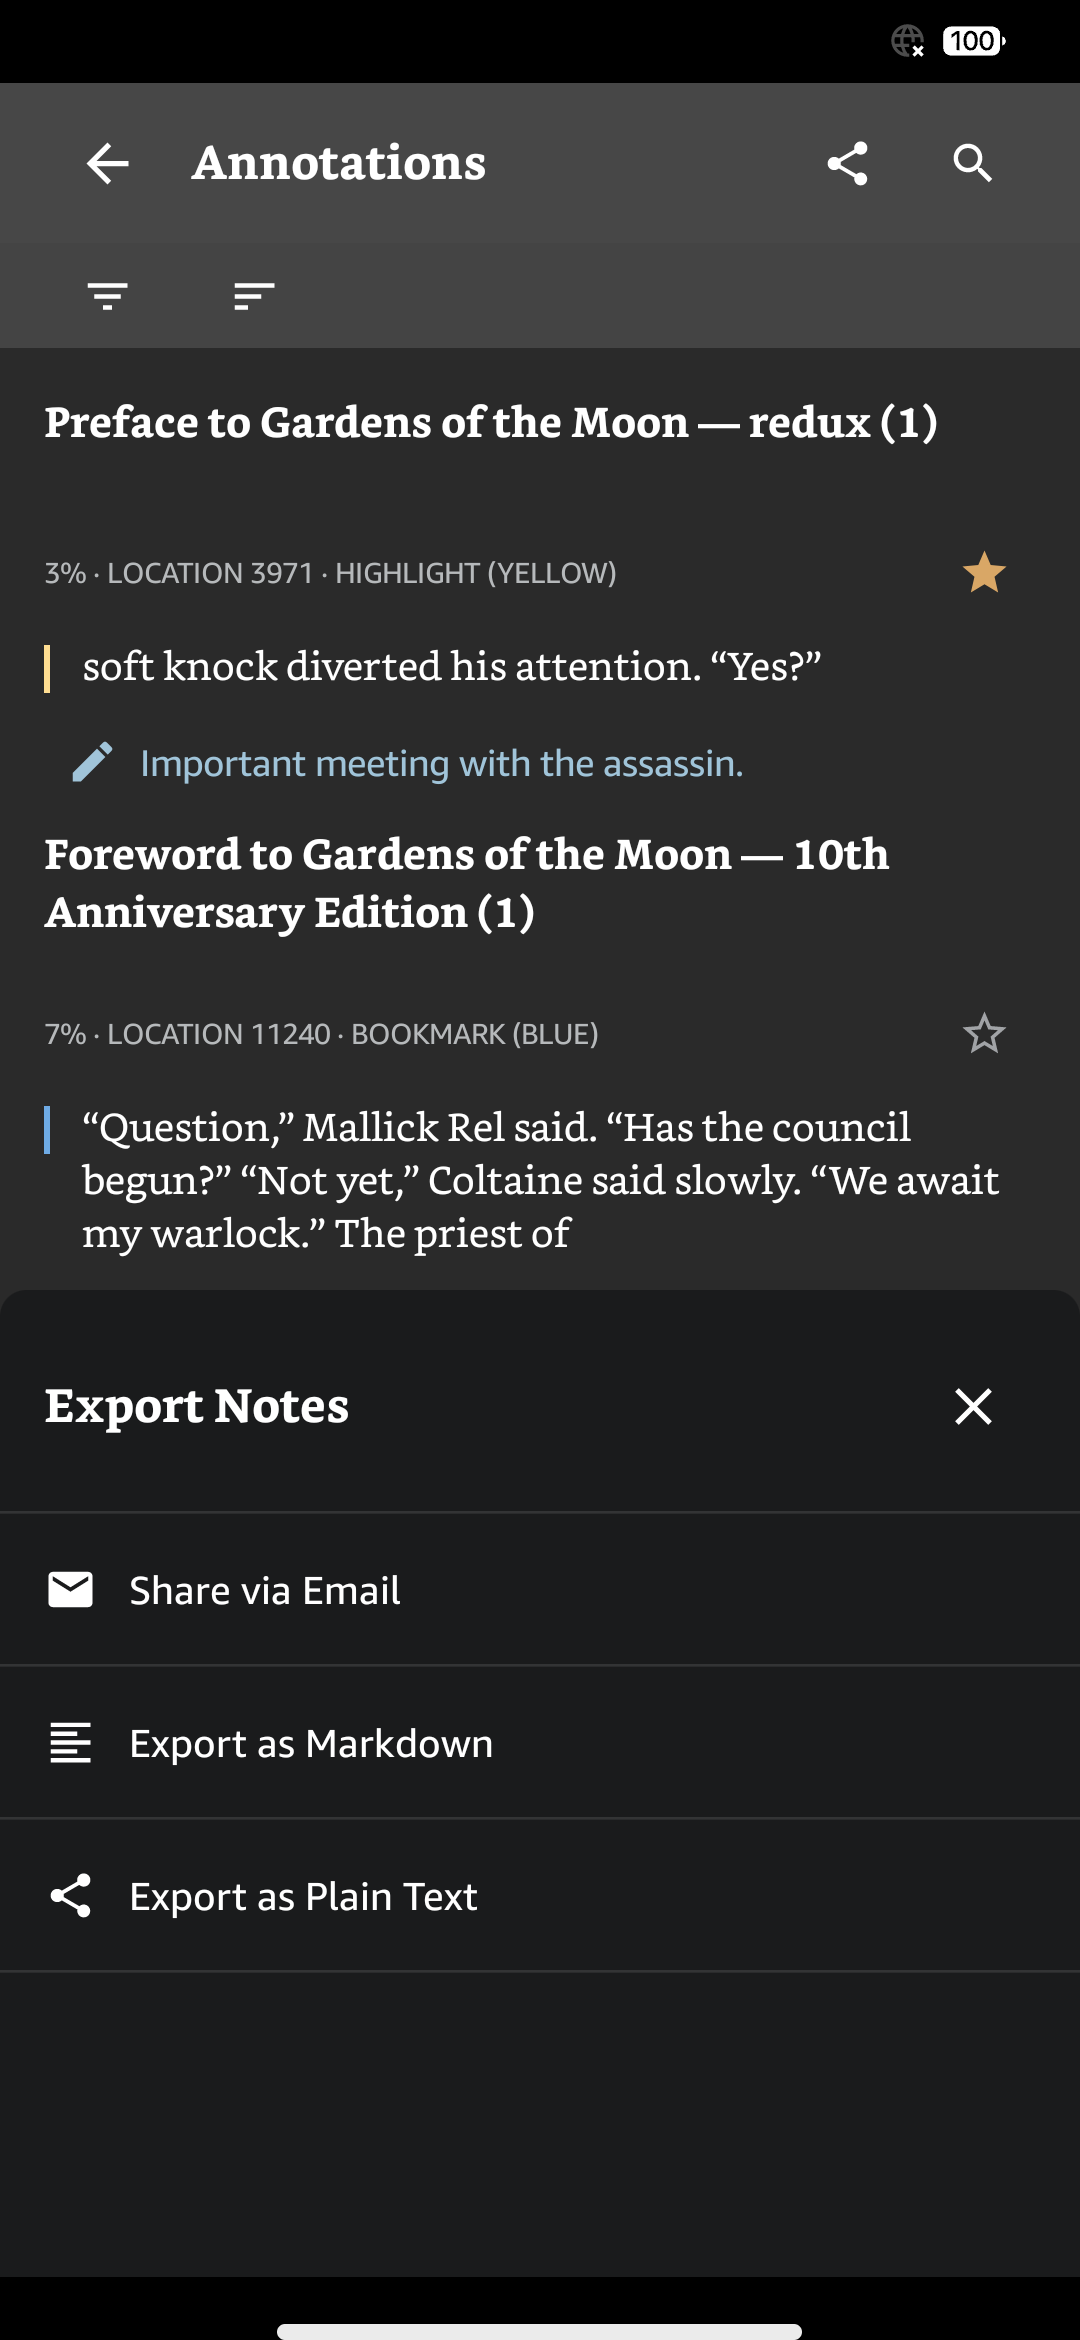 100
Annotations
Preface to Gardens of the Moon — redux (1)
3% · LOCATION 3971 · HIGHLIGHT (YELLOW)
soft knock diverted his attention. “Yes?”
Important meeting with the assassin.
Foreword to Gardens of the Moon — 10th
Anniversary Edition (1)
7% · LOCATION 11240 · BOOKMARK (BLUE)
“Question,” Mallick Rel said. “Has the council
begun?” “Not yet,” Coltaine said slowly. “We await
my warlock.” The priest of
Export Notes
Share via Email
Export as Markdown
Export as Plain Text